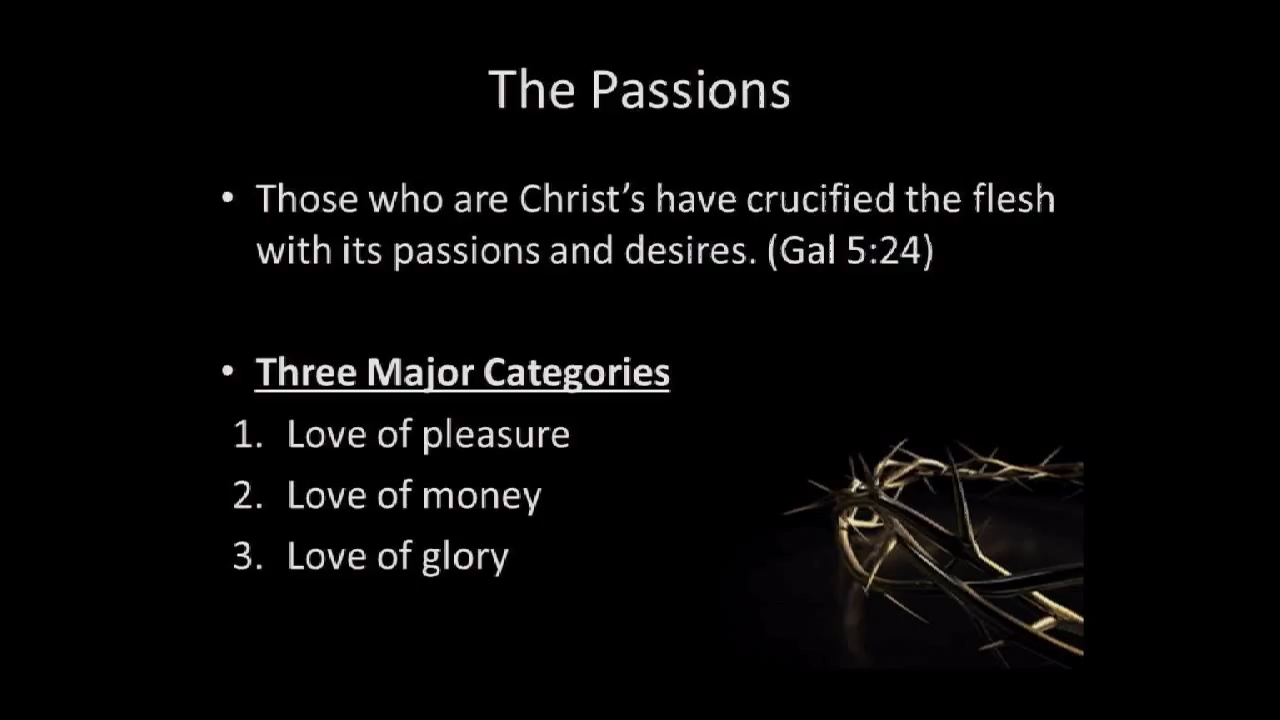 The Passions
• Those who are Christ’s have crucified the flesh
with its passions and desires. (Gal 5:24)
• Three Major Categories
1. Love of pleasure
2. Love of money
3. Love of glory